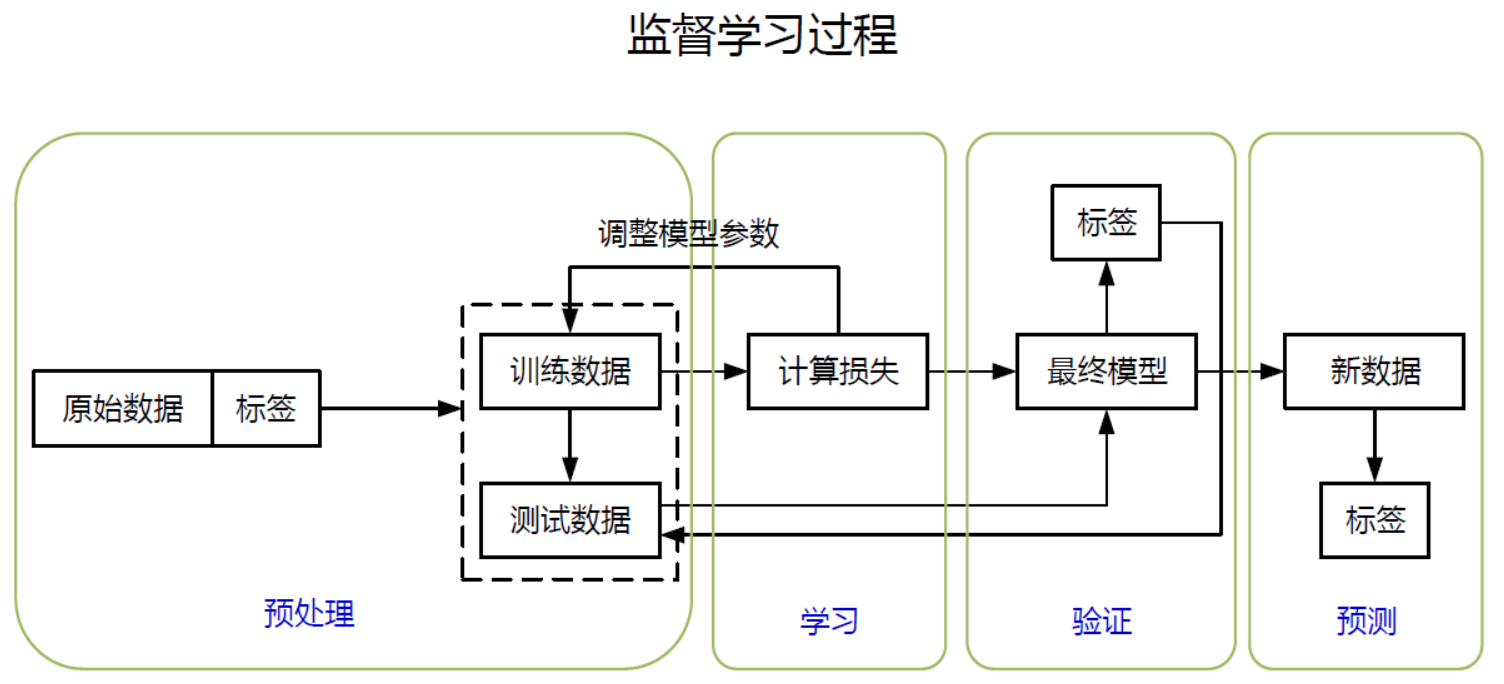 监督学习过程
调整模型参数
标签
训练数据
计算损失
最终模型
新数据
原始数据
标签
测试数据
标签
预处理
学习
验证
预测